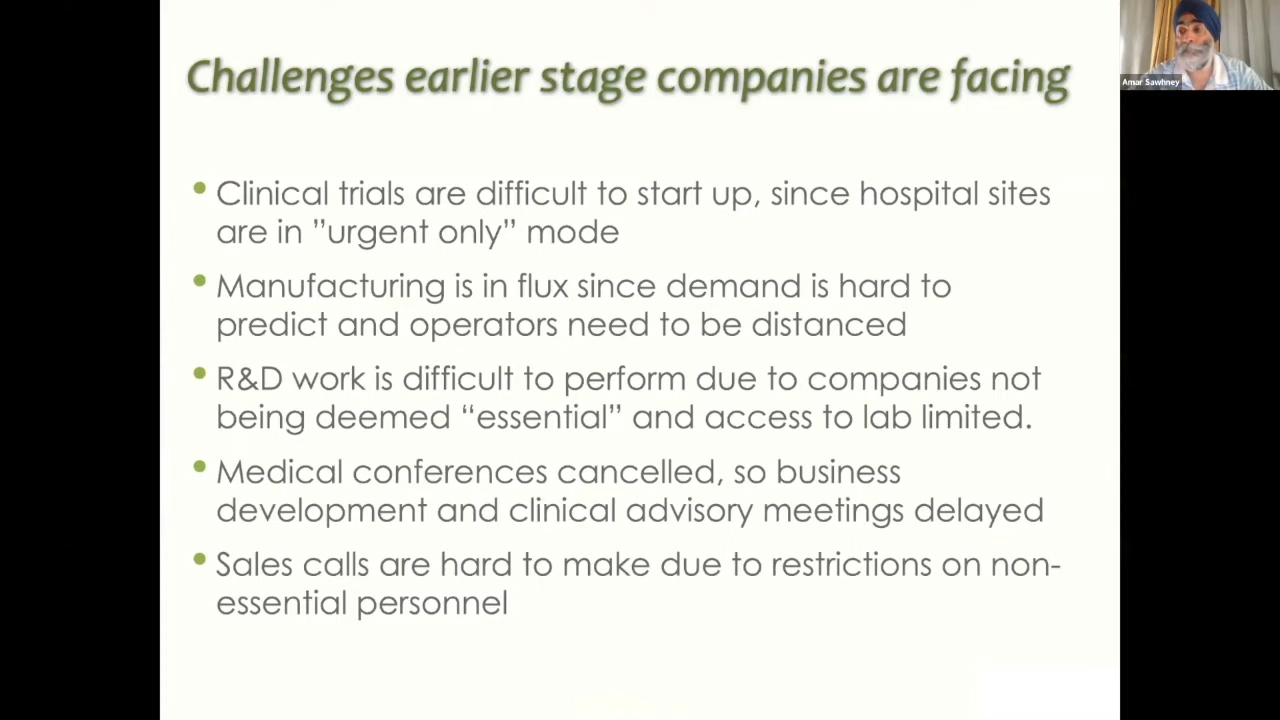 Challenges earlier stage companies are facing
Amar Sawhney
• Clinical trials are difficult to start up, since hospital sites
are in ”urgent only” mode
• Manufacturing is in flux since demand is hard to
predict and operators need to be distanced
• R&D work is difficult to perform due to companies not
being deemed “essential” and access to lab limited.
• Medical conferences cancelled, so business
development and clinical advisory meetings delayed
• Sales calls are hard to make due to restrictions on non-
essential personnel